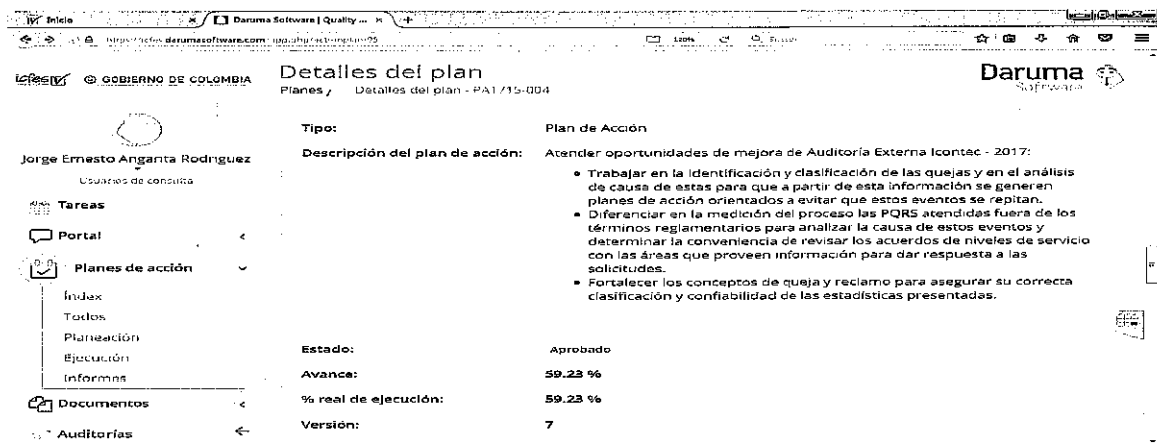 Inicio
Daruma Software | Quality ...
120%
icfes
GOBIERNO DE COLOMBIA
Detalles del plan
Planes / Detalles del plan - PA1715-004
Daruma
Software
Jorge Ernesto Anganta Rodriguez
Usuarios de consulta
Tareas
Portal
Planes de acción
Índex
Todos
Planeación
Ejecución
Informes
Documentos
Auditorías
Tipo: Plan de Acción
Descripción del plan de acción: Atender oportunidades de mejora de Auditoría Externa Icontec - 2017:
• Trabajar en la identificación y clasificación de las quejas y en el análisis
de causa de estas para que a partir de esta información se generen
planes de acción orientados a evitar que estos eventos se repitan.
• Diferenciar en la medición del proceso las PQRS atendidas fuera de los
términos reglamentarios para analizar la causa de estos eventos y
determinar la conveniencia de revisar los acuerdos de niveles de servicio
con las áreas que proveen información para dar respuesta a las
solicitudes.
• Fortalecer los conceptos de queja y reclamo para asegurar su correcta
clasificación y confiabilidad de las estadísticas presentadas.
Estado: Aprobado
Avance: 59.23 %
% real de ejecución: 59.23 %
Versión: 7